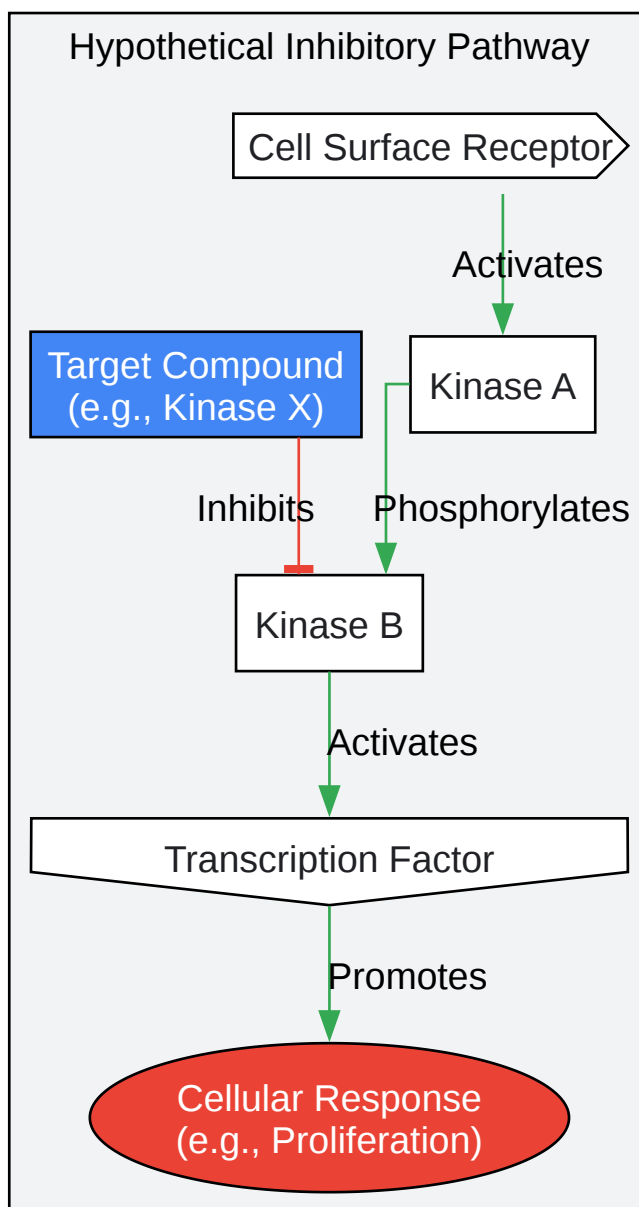 Hypothetical Inhibitory Pathway
Cell Surface Receptor
Activates
Target Compound
(e.g., Kinase X)
Kinase A
Inhibits
Phosphorylates
Kinase B
Activates
Transcription Factor
Promotes
Cellular Response
(e.g., Proliferation)